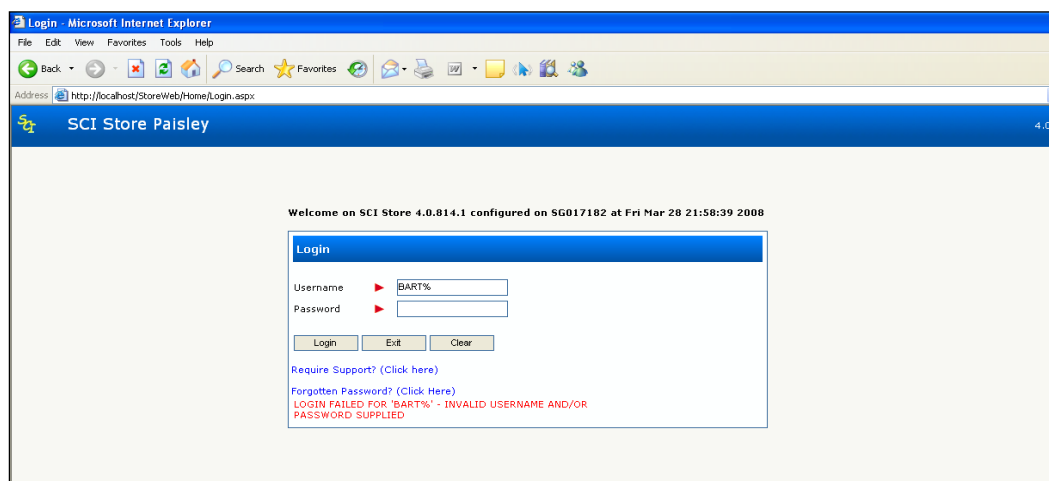 Login - Microsoft Internet Explorer
File Edit View Favorites Tools Help
Back Search Favorites
Address http://localhost/StoreWeb/Home/Login.aspx
SCI SCI Store Paisley 4.0
Welcome on SCI Store 4.0.814.1 configured on SG017182 at Fri Mar 28 21:58:39 2008
Login
Username BART%
Password
Login Exit Clear
Require Support? (Click here)
Forgotten Password? (Click Here)
LOGIN FAILED FOR 'BART%' - INVALID USERNAME AND/OR
PASSWORD SUPPLIED